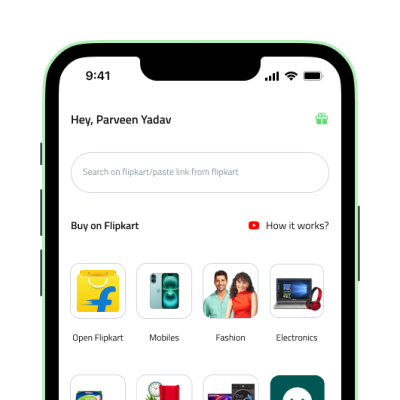 9:41
Hey, Parveen Yadav
Search on flipkart/paste link from flipkart
Buy on Flipkart
How it works?
Open Flipkart
Mobiles
Fashion
Electronics